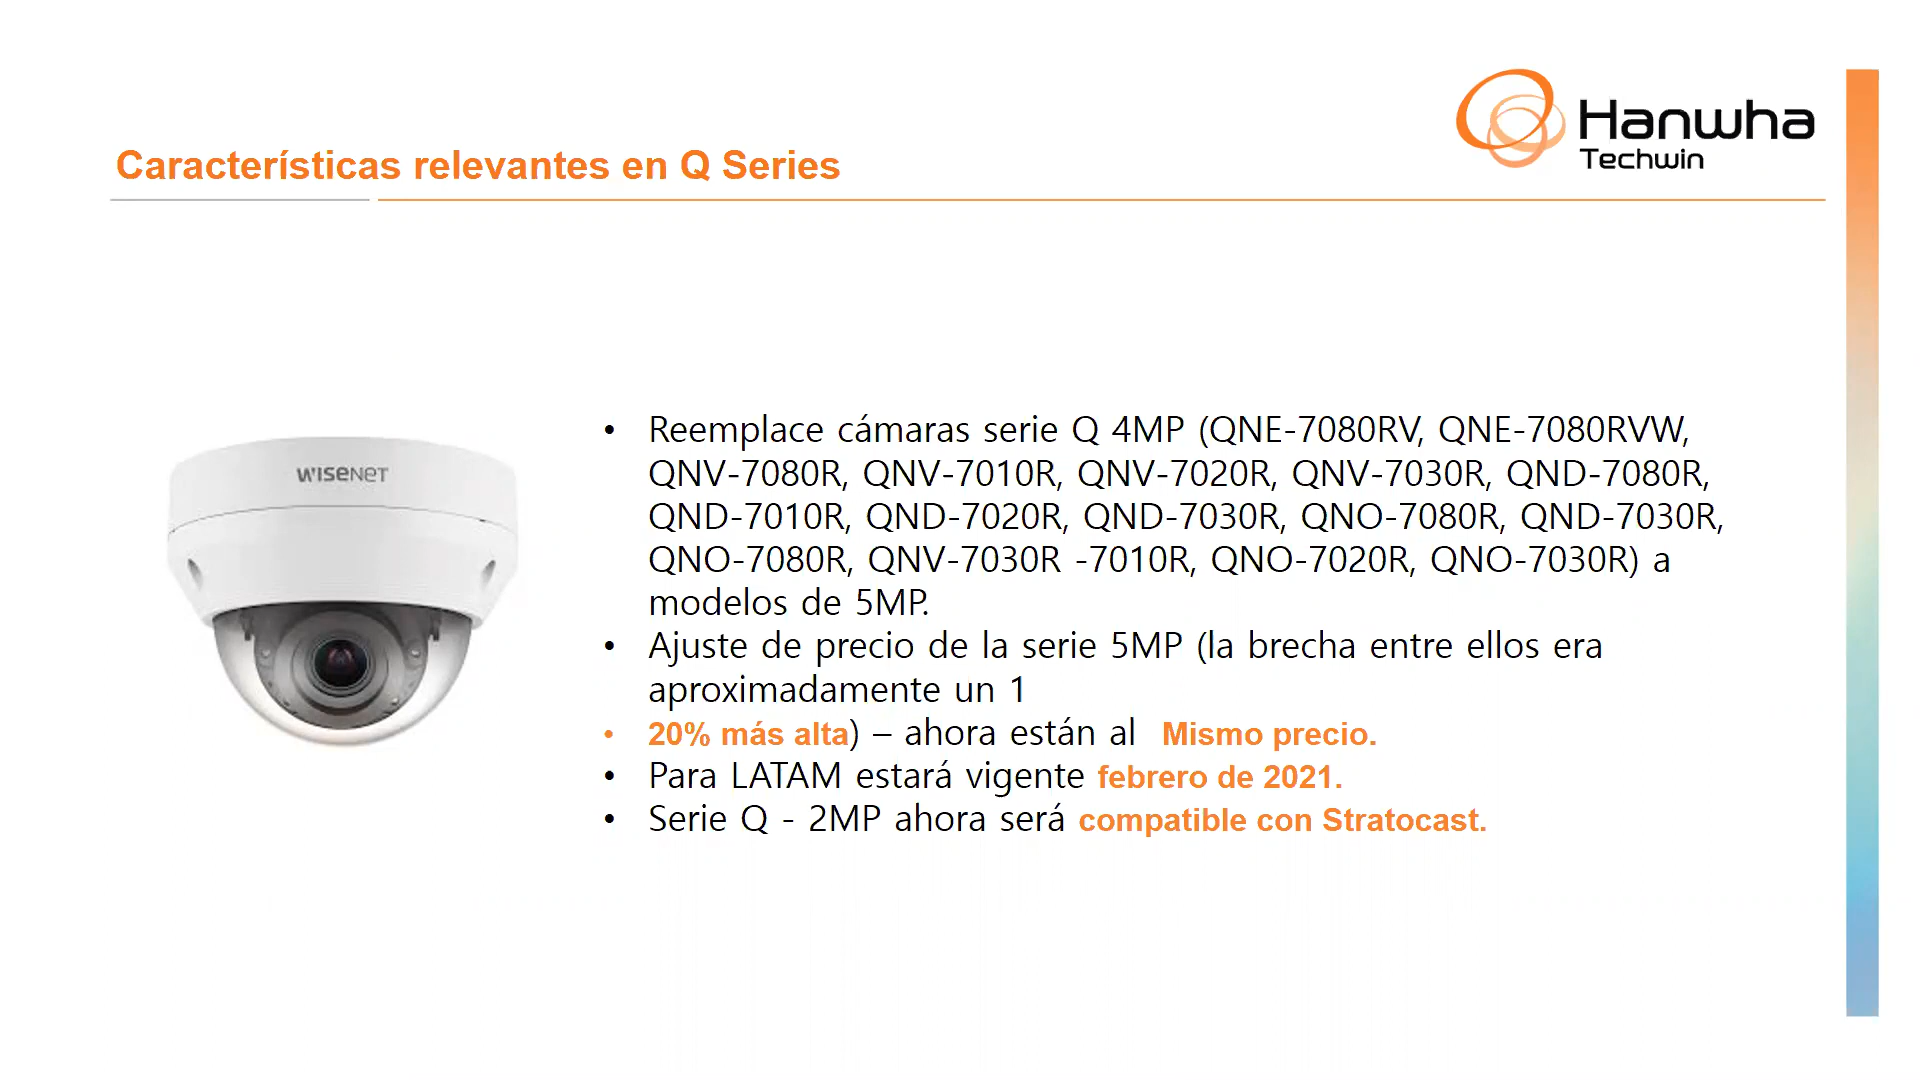 Hanwha
Techwin
Características relevantes en Q Series
WISENET
• Reemplace cámaras serie Q 4MP (QNE-7080RV, QNE-7080RVW,
QNV-7080R, QNV-7010R, QNV-7020R, QNV-7030R, QND-7080R,
QND-7010R, QND-7020R, QND-7030R, QNO-7080R, QND-7030R,
QNO-7080R, QNV-7030R -7010R, QNO-7020R, QNO-7030R) a
modelos de 5MP.
• Ajuste de precio de la serie 5MP (la brecha entre ellos era
aproximadamente un 1
• 20% más alta) – ahora están al Mismo precio.
• Para LATAM estará vigente febrero de 2021.
• Serie Q - 2MP ahora será compatible con Stratocast.